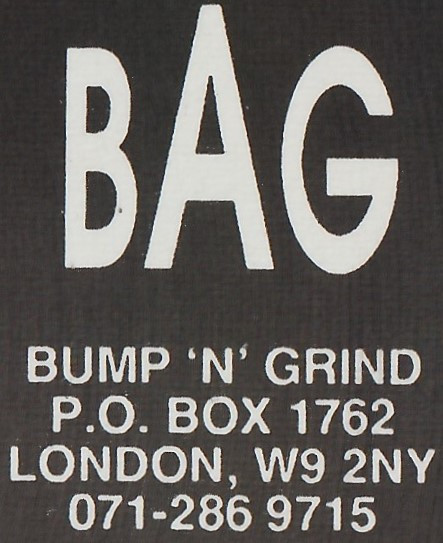 BAG
BUMP 'N' GRIND
P.O. BOX 1762
LONDON, W9 2NY
071-286 9715